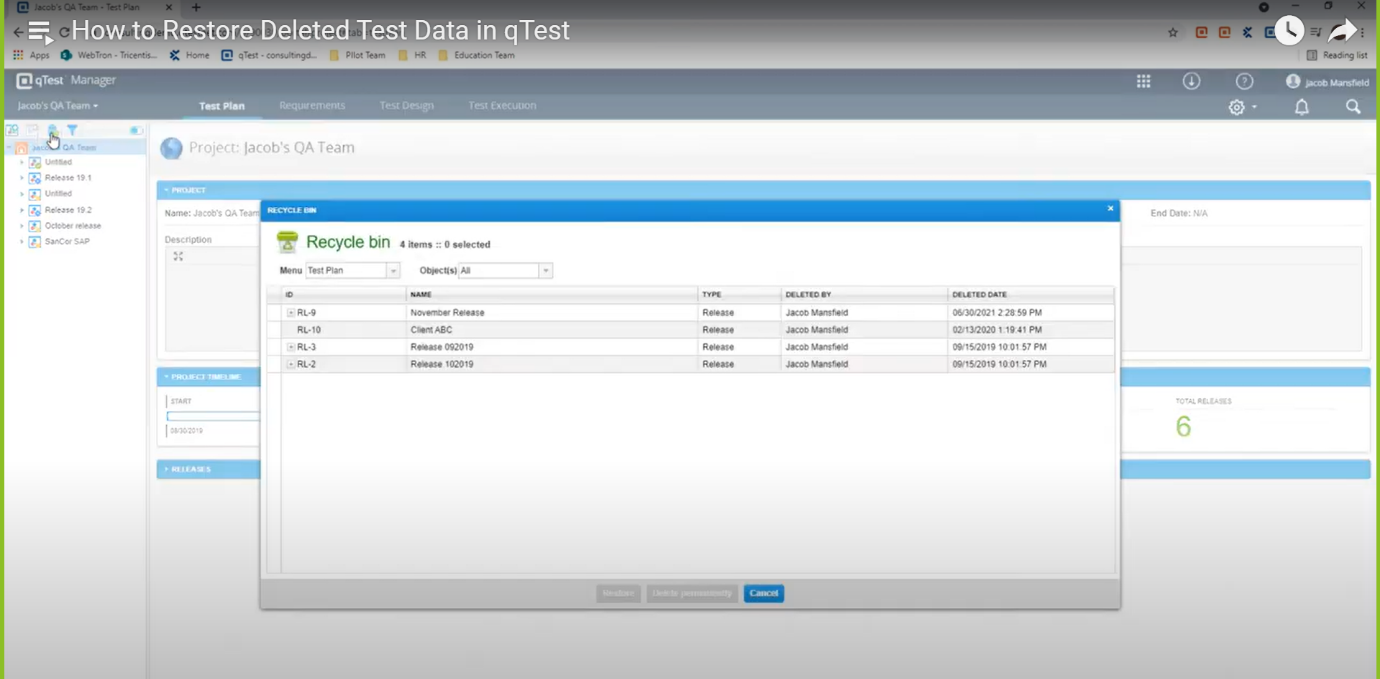 Jacob's QA Team - Test Plan
How to Restore Deleted Test Data in qTest
Apps WebTron - Tricentis... Home qTest - consultingd... Pilot Team HR Education Team Reading list
qTest Manager Jacob Mansfield
Jacob's QA Team Test Plan Requirements Test Design Test Execution
Jacob's QA Team
Untitled
Release 19.1
Untitled
Release 19.2
October release
SanCor SAP
Project: Jacob's QA Team
PROJECT
Name: Jacob's QA Team End Date: N/A
Description
RECYCLE BIN
Recycle bin 4 items :: 0 selected
Menu Test Plan Object(s) All
ID NAME TYPE DELETED BY DELETED DATE
RL-9 November Release Release Jacob Mansfield 06/30/2021 2:28:59 PM
RL-10 Client ABC Release Jacob Mansfield 02/13/2020 1:19:41 PM
RL-3 Release 092019 Release Jacob Mansfield 09/15/2019 10:01:57 PM
RL-2 Release 102019 Release Jacob Mansfield 09/15/2019 10:01:57 PM
Restore Delete permanently Cancel
PROJECT TIMELINE
START
08/30/2019
TOTAL RELEASES
6
RELEASES